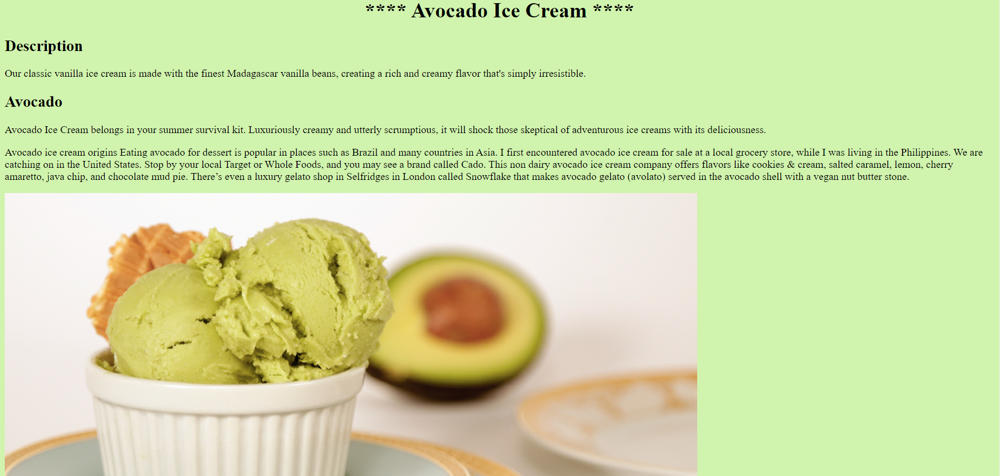 **** Avocado Ice Cream ****
Description
Our classic vanilla ice cream is made with the finest Madagascar vanilla beans, creating a rich and creamy flavor that's simply irresistible.
Avocado
Avocado Ice Cream belongs in your summer survival kit. Luxuriously creamy and utterly scrumptious, it will shock those skeptical of adventurous ice creams with its deliciousness.
Avocado ice cream origins Eating avocado for dessert is popular in places such as Brazil and many countries in Asia. I first encountered avocado ice cream for sale at a local grocery store, while I was living in the Philippines. We are
catching on in the United States. Stop by your local Target or Whole Foods, and you may see a brand called Cado. This non dairy avocado ice cream company offers flavors like cookies & cream, salted caramel, lemon, cherry
amaretto, java chip, and chocolate mud pie. There’s even a luxury gelato shop in Selfridges in London called Snowflake that makes avocado gelato (avolato) served in the avocado shell with a vegan nut butter stone.